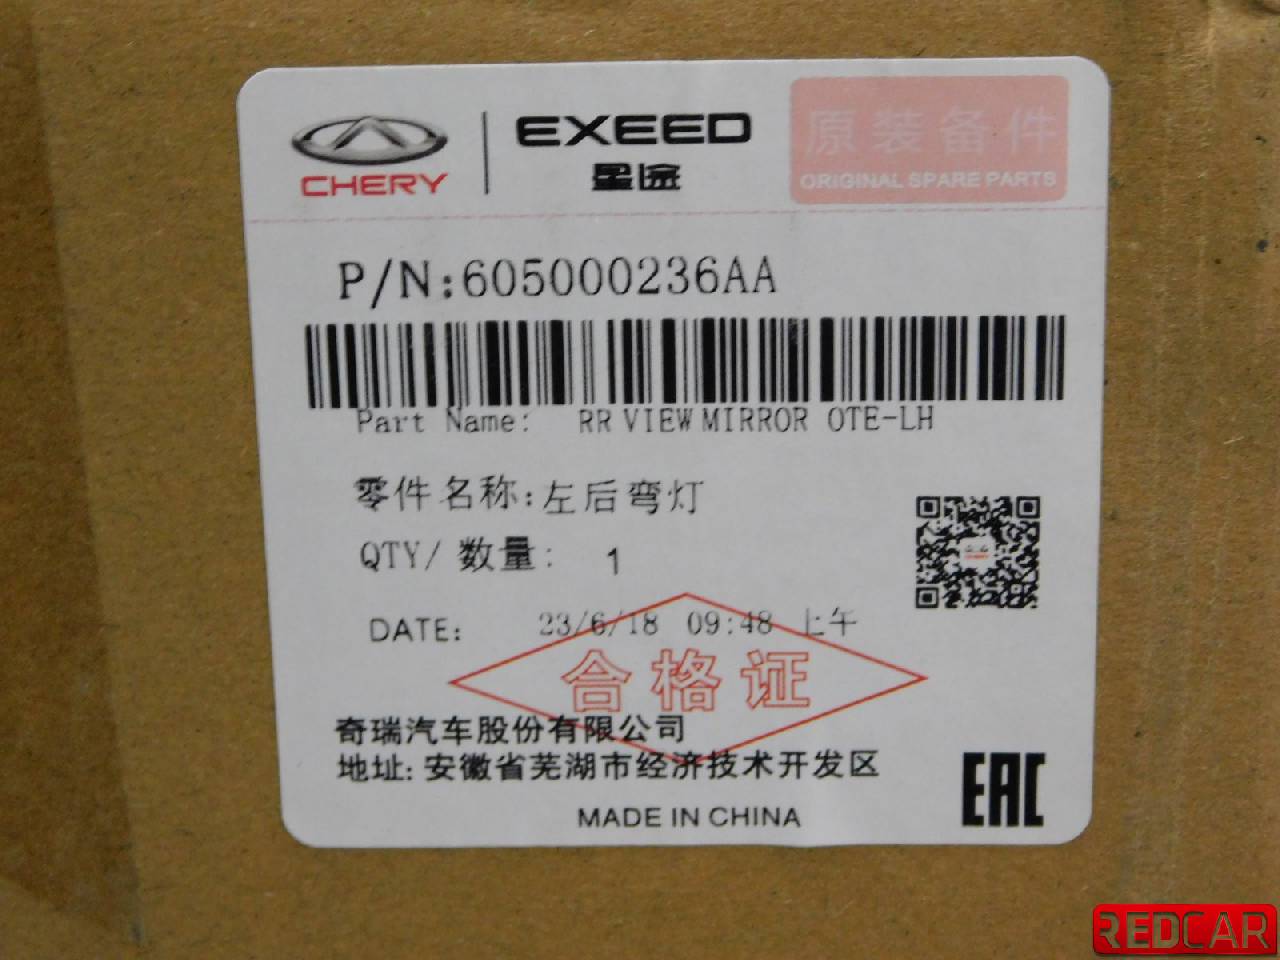 CHERY
EXEED
星途
原装备件
ORIGINAL SPARE PARTS
P/N:605000236AA
Part Name: RR VIEW MIRROR OTE-LH
零件名称:左后弯灯
QTY/数量: 1
CHERY
DATE: 23/6/18 09:48 上午
合格证
奇瑞汽车股份有限公司
地址: 安徽省芜湖市经济技术开发区
MADE IN CHINA
EAC
REDCAR